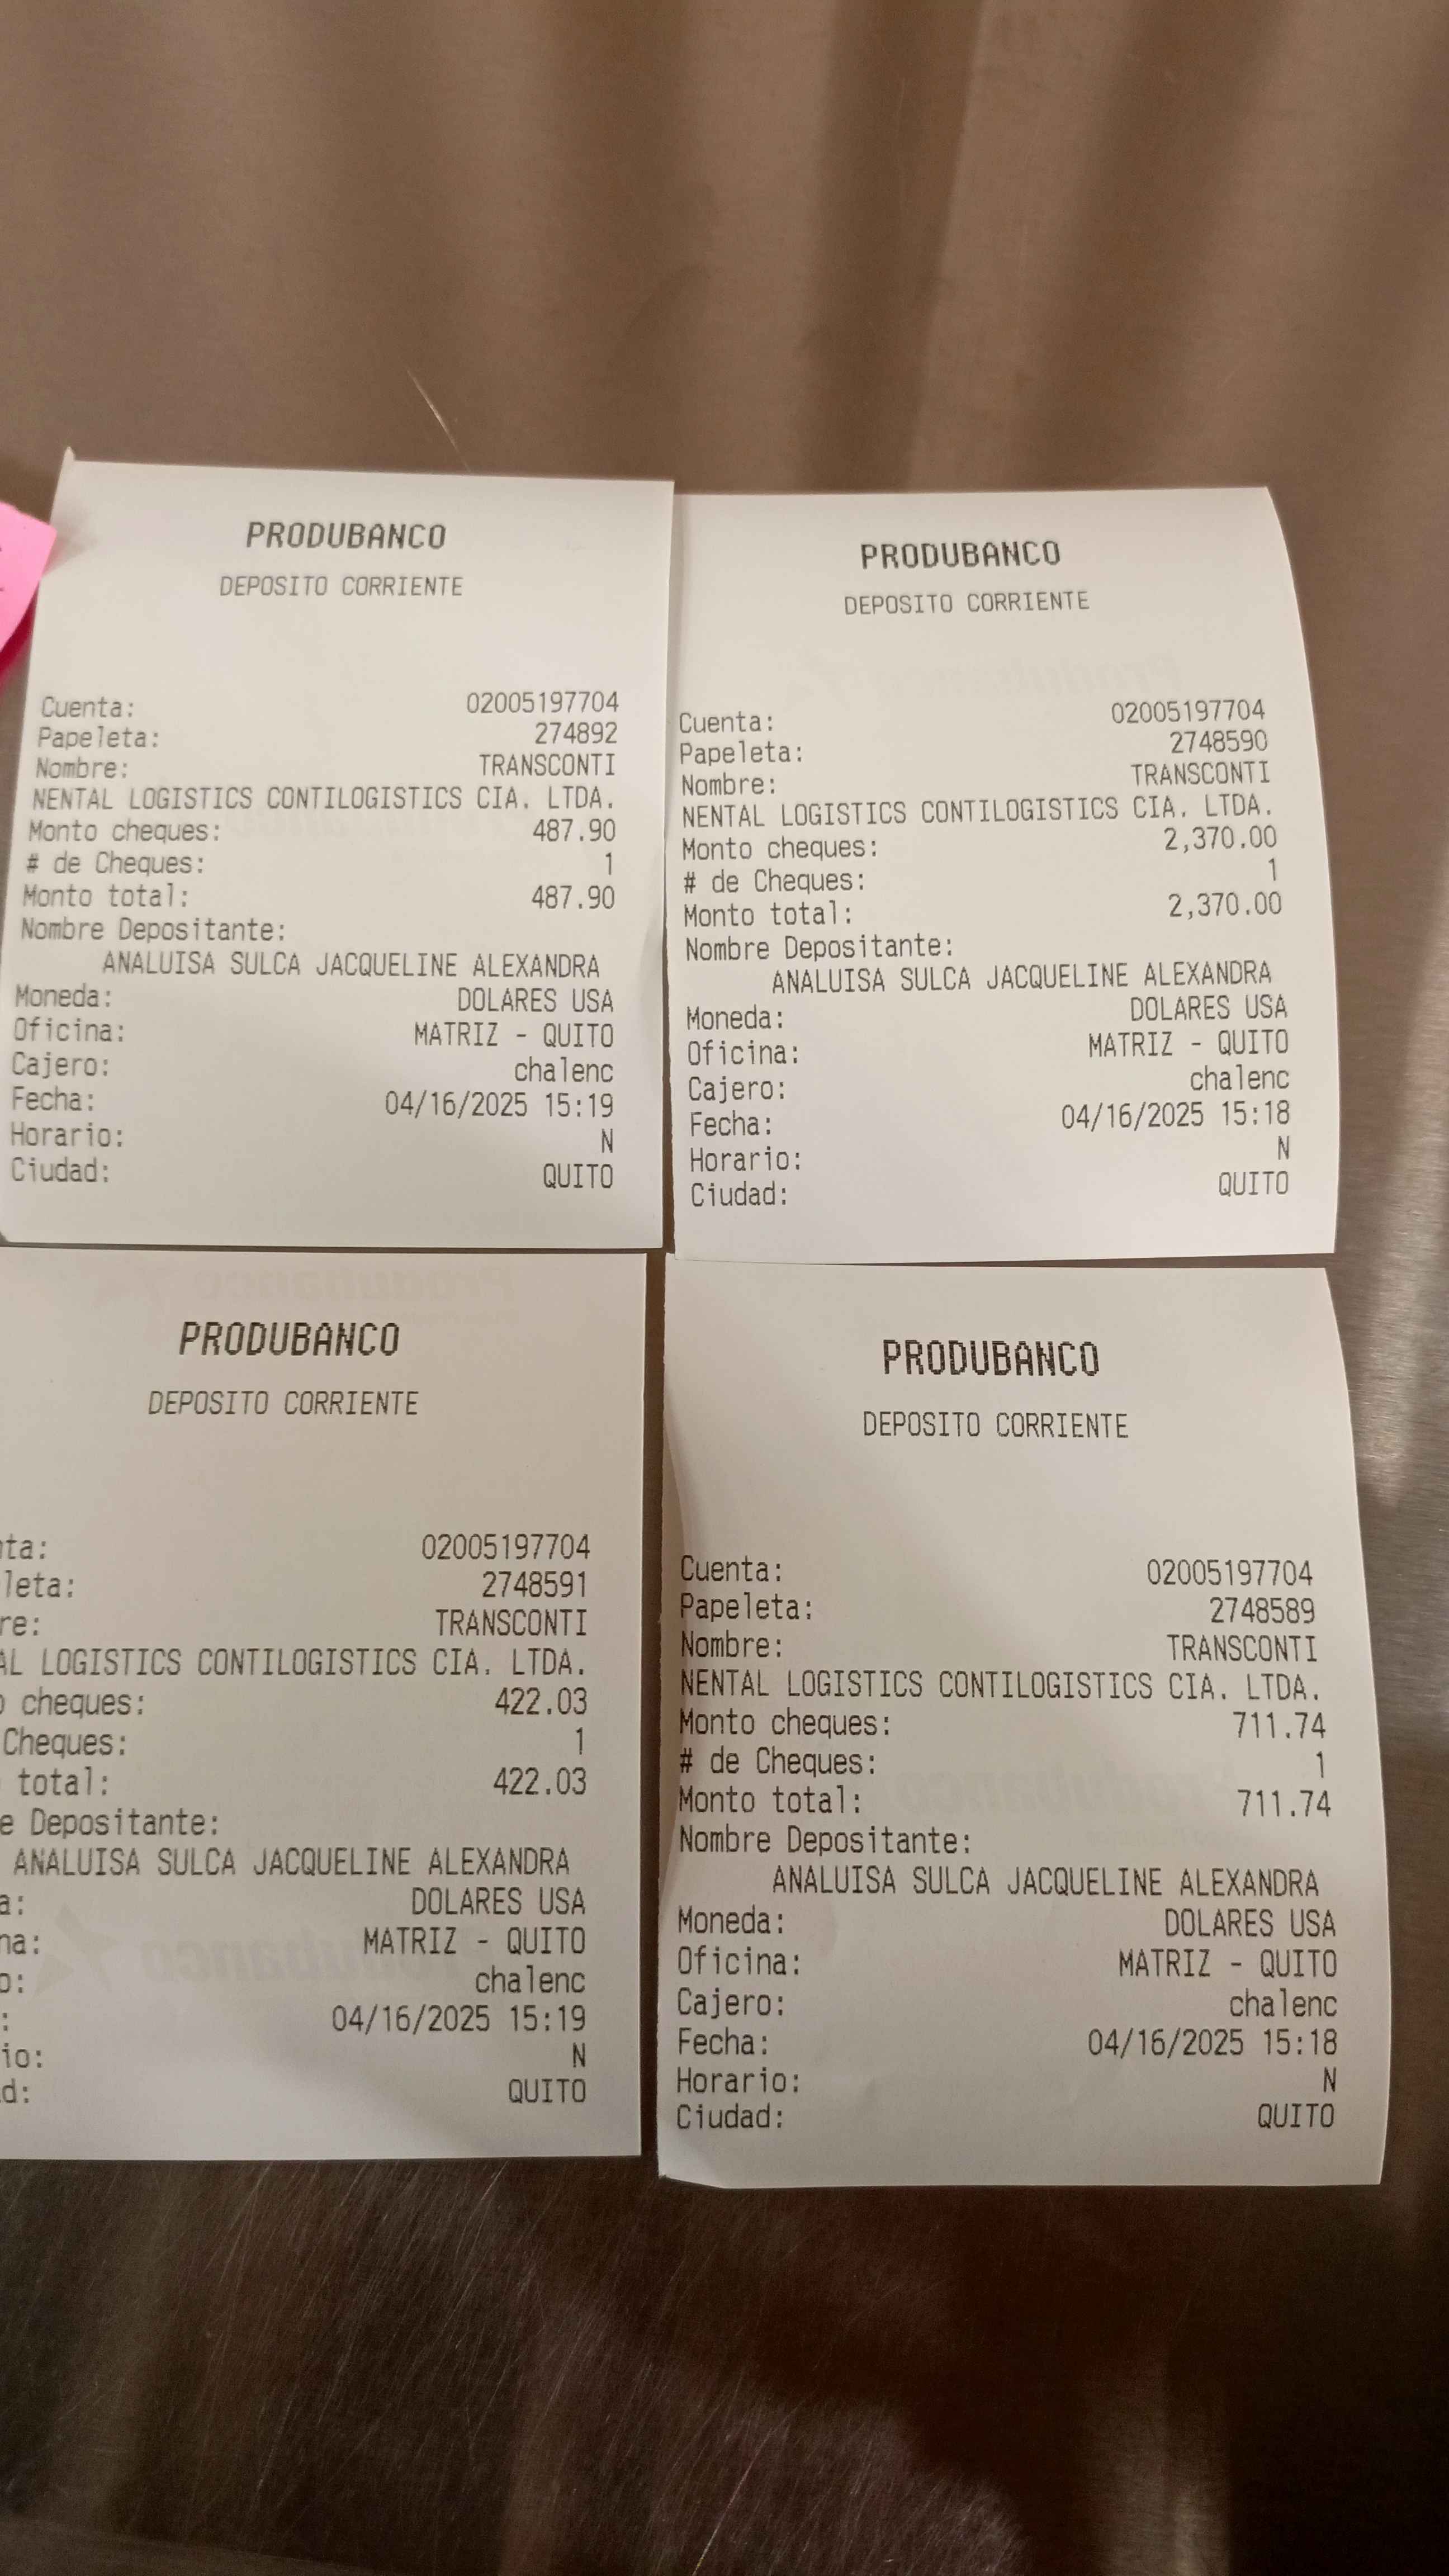 PRODUBANCO
DEPOSITO CORRIENTE
Cuenta: 02005197704
Papeleta: 274892
Nombre: TRANSCONTI
NENTAL LOGISTICS CONTILOGISTICS CIA. LTDA.
Monto cheques: 487.90
# de Cheques: 1
Monto total: 487.90
Nombre Depositante:
ANALUISA SULCA JACQUELINE ALEXANDRA
Moneda: DOLARES USA
Oficina: MATRIZ - QUITO
Cajero: chalenc
Fecha: 04/16/2025 15:19
Horario: N
Ciudad: QUITO
PRODUBANCO
DEPOSITO CORRIENTE
Cuenta: 02005197704
Papeleta: 2748590
Nombre: TRANSCONTI
NENTAL LOGISTICS CONTILOGISTICS CIA. LTDA.
Monto cheques: 2,370.00
# de Cheques: 1
Monto total: 2,370.00
Nombre Depositante:
ANALUISA SULCA JACQUELINE ALEXANDRA
Moneda: DOLARES USA
Oficina: MATRIZ - QUITO
Cajero: chalenc
Fecha: 04/16/2025 15:18
Horario: N
Ciudad: QUITO
PRODUBANCO
DEPOSITO CORRIENTE
ta: 02005197704
leta: 2748591
re: TRANSCONTI
AL LOGISTICS CONTILOGISTICS CIA. LTDA.
o cheques: 422.03
Cheques: 1
total: 422.03
e Depositante:
ANALUISA SULCA JACQUELINE ALEXANDRA
a: DOLARES USA
na: MATRIZ - QUITO
o: chalenc
: 04/16/2025 15:19
io: N
d: QUITO
PRODUBANCO
DEPOSITO CORRIENTE
Cuenta: 02005197704
Papeleta: 2748589
Nombre: TRANSCONTI
NENTAL LOGISTICS CONTILOGISTICS CIA. LTDA.
Monto cheques: 711.74
# de Cheques: 1
Monto total: 711.74
Nombre Depositante:
ANALUISA SULCA JACQUELINE ALEXANDRA
Moneda: DOLARES USA
Oficina: MATRIZ - QUITO
Cajero: chalenc
Fecha: 04/16/2025 15:18
Horario: N
Ciudad: QUITO